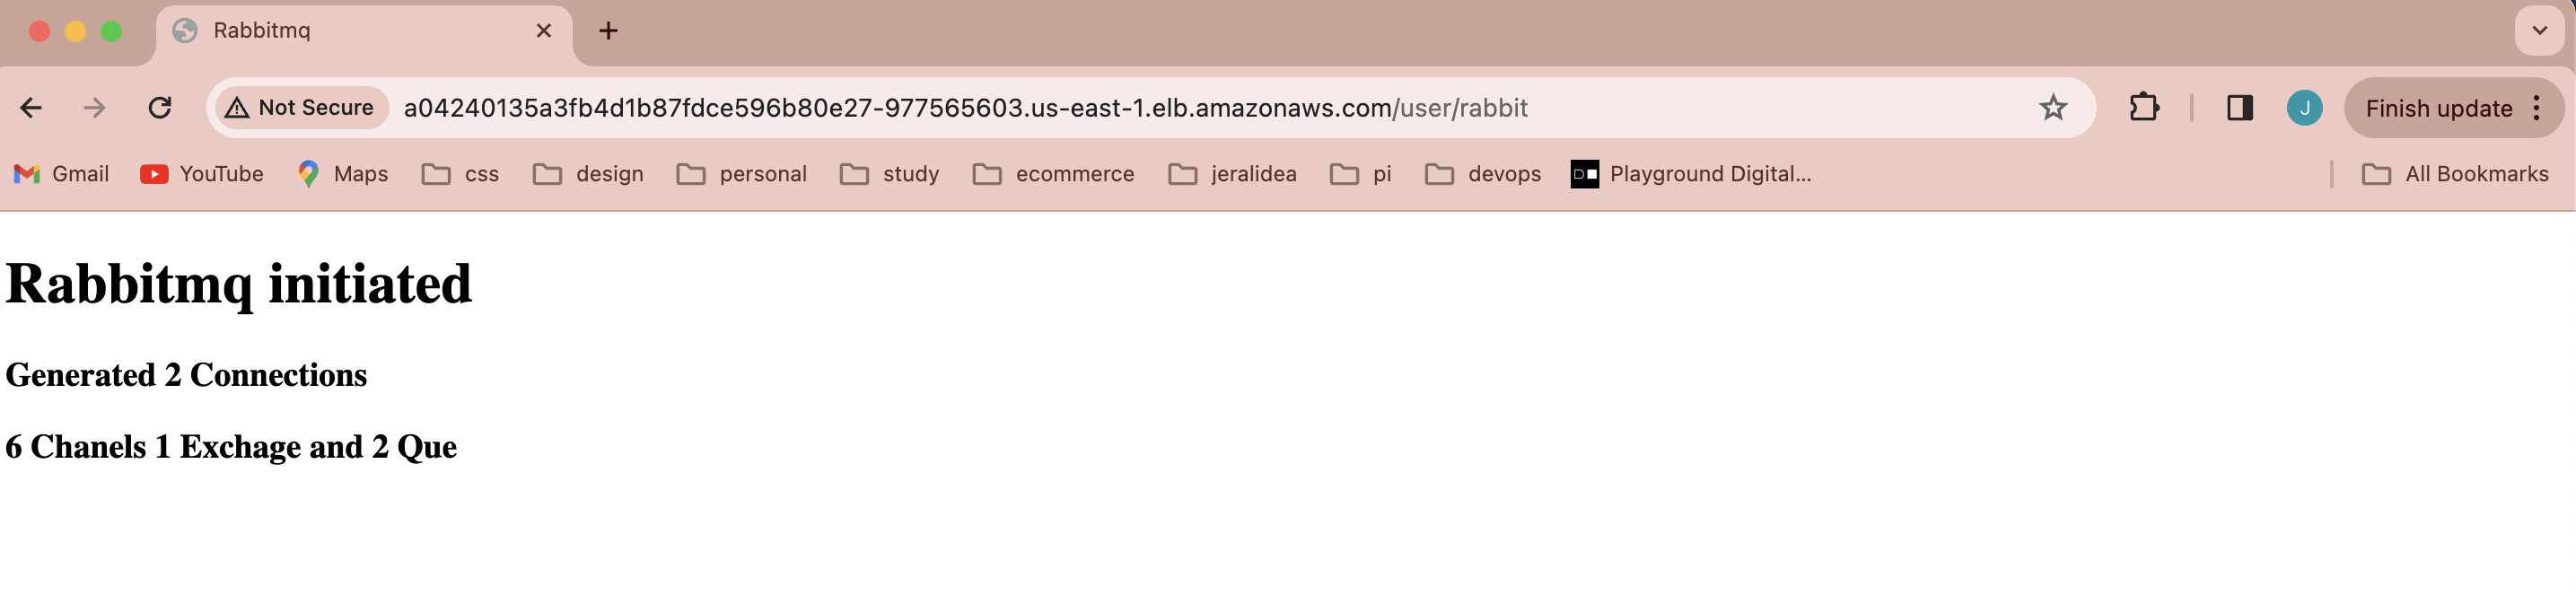 Rabbitmq
Not Secure a04240135a3fb4d1b87fdce596b80e27-977565603.us-east-1.elb.amazonaws.com/user/rabbit J Finish update
Gmail YouTube Maps css design personal study ecommerce jeralidea pi devops Playground Digital... All Bookmarks
Rabbitmq initiated
Generated 2 Connections
6 Chanels 1 Exchage and 2 Que